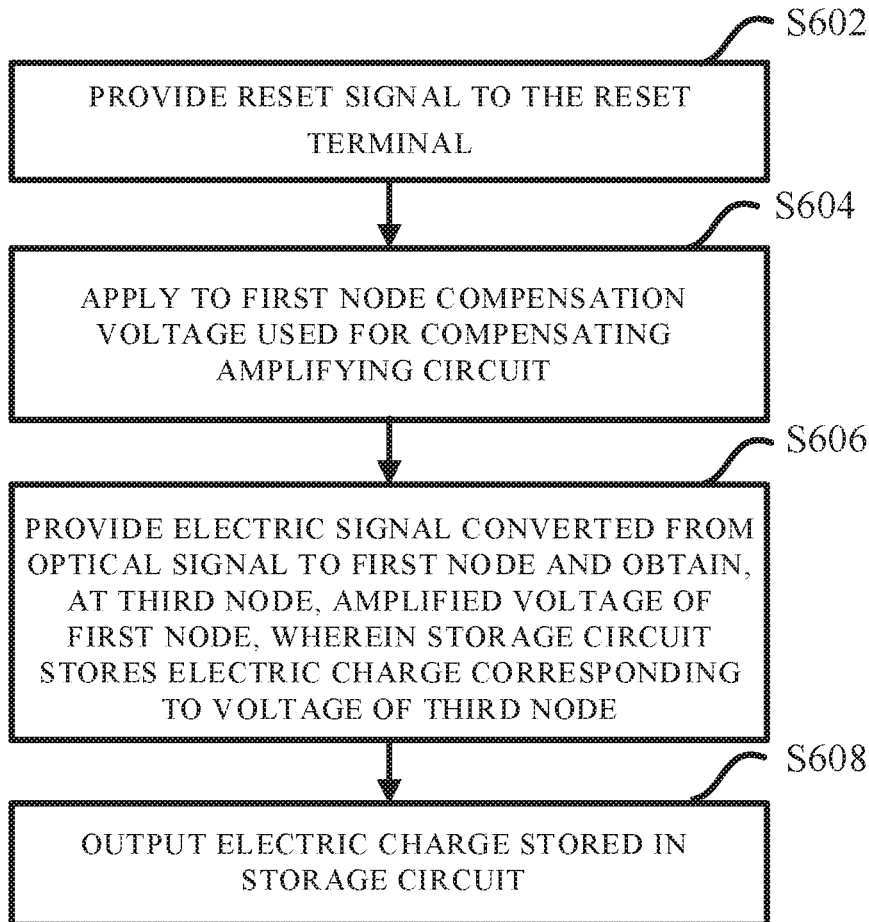 S602
PROVIDE RESET SIGNAL TO THE RESET
TERMINAL
S604
APPLY TO FIRST NODE COMPENSATION
VOLTAGE USED FOR COMPENSATING
AMPLIFYING CIRCUIT
S606
PROVIDE ELECTRIC SIGNAL CONVERTED FROM
OPTICAL SIGNAL TO FIRST NODE AND OBTAIN,
AT THIRD NODE, AMPLIFIED VOLTAGE OF
FIRST NODE, WHEREIN STORAGE CIRCUIT
STORES ELECTRIC CHARGE CORRESPONDING
TO VOLTAGE OF THIRD NODE
S608
OUTPUT ELECTRIC CHARGE STORED IN
STORAGE CIRCUIT